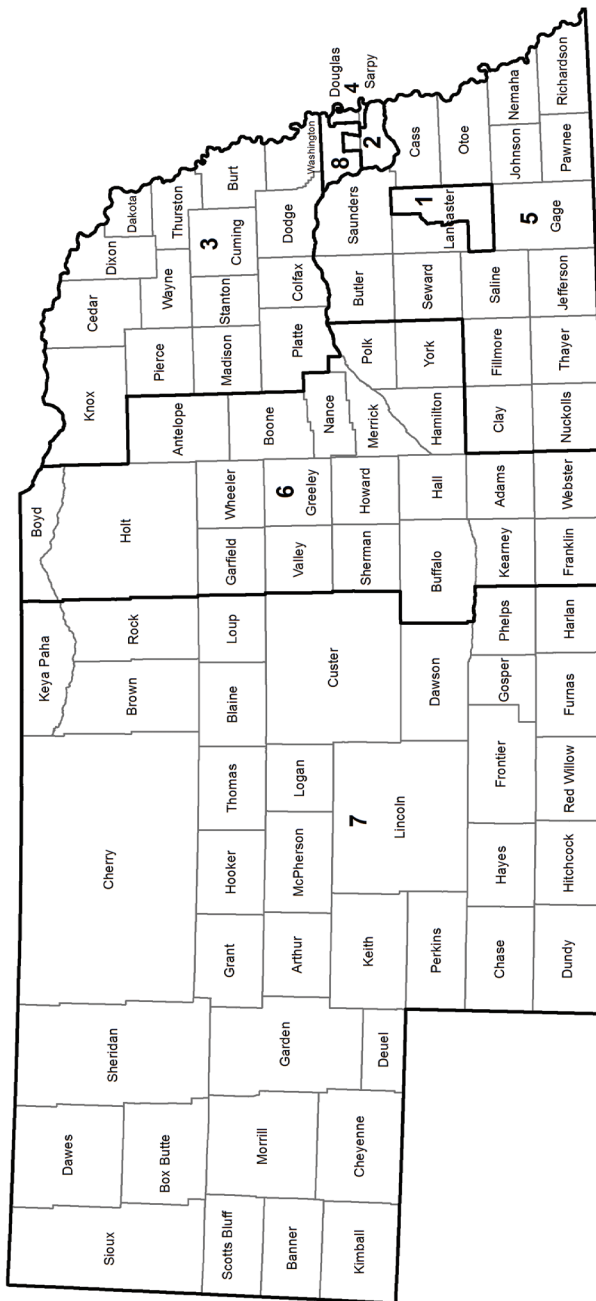 Sioux
Dawes
Box Butte
Sheridan
Scotts Bluff
Banner
Kimball
Morrill
Cheyenne
Garden
Deuel
Cherry
Grant
Hooker
Thomas
Arthur
McPherson
Logan
Keith
Lincoln
7
Perkins
Chase
Hayes
Frontier
Gosper
Phelps
Dundy
Hitchcock
Red Willow
Furnas
Harlan
Keya Paha
Brown
Rock
Blaine
Loup
Custer
Dawson
Boyd
Holt
Garfield
Wheeler
Valley
6
Greeley
Sherman
Howard
Buffalo
Hall
Kearney
Adams
Franklin
Webster
Knox
Antelope
Boone
Nance
Merrick
Hamilton
Polk
York
Clay
Fillmore
Nuckolls
Thayer
Cedar
Dixon
Dakota
Pierce
Wayne
Thurston
Madison
Stanton
3
Cuming
Burt
Platte
Colfax
Dodge
Washington
Butler
Saunders
8
Douglas
4
Sarpy
2
Seward
1
Lancaster
Cass
Otoe
Saline
5
Gage
Johnson
Nemaha
Jefferson
Pawnee
Richardson